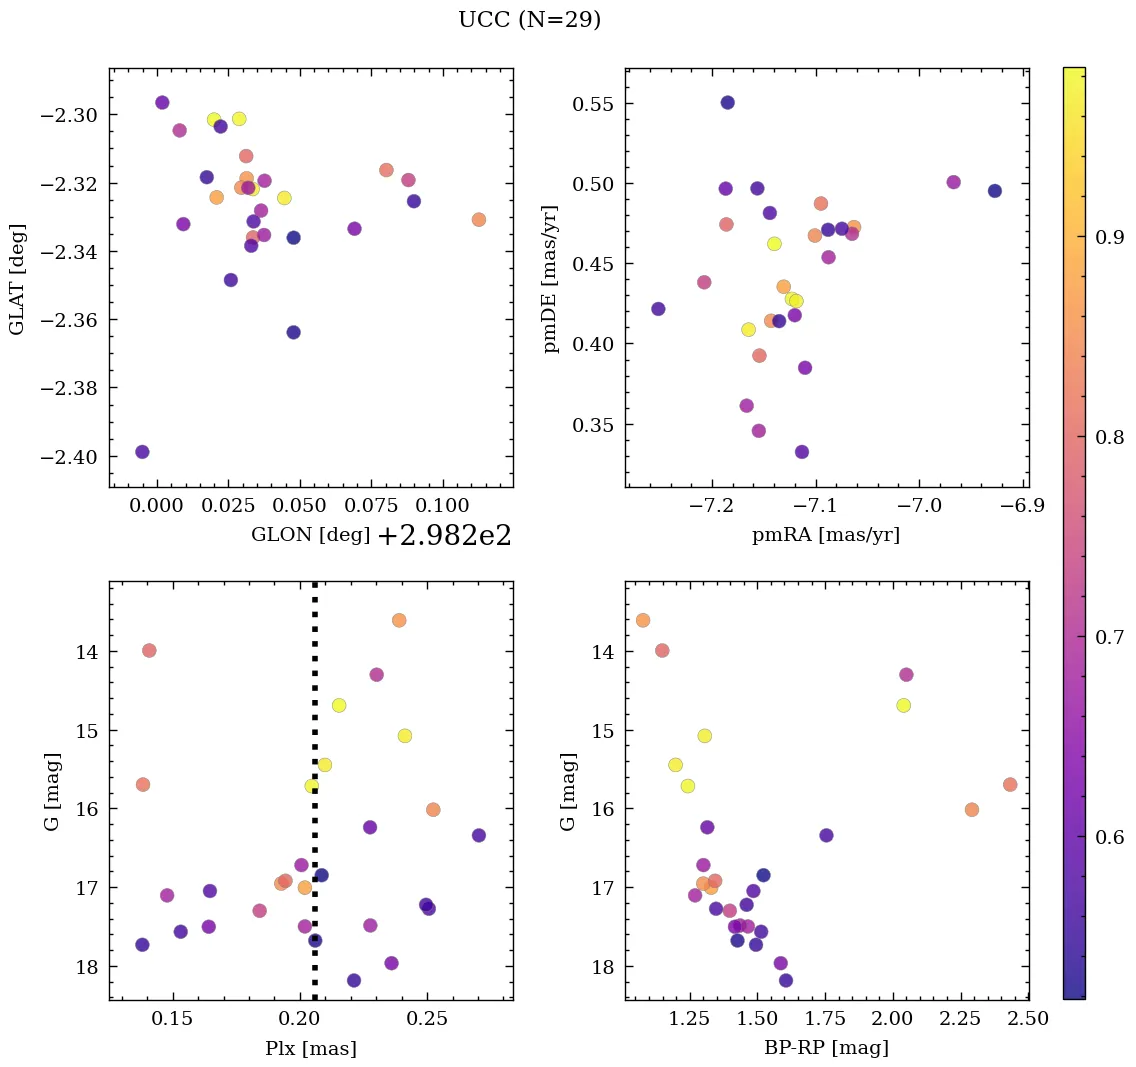 UCC (N=29)
−2.30
−2.32
−2.34
−2.36
−2.38
−2.40
GLAT [deg]
0.000 0.025 0.050 0.075 0.100
GLON [deg] +2.982e2
0.55
0.50
0.45
0.40
0.35
pmDE [mas/yr]
−7.2 −7.1 −7.0 −6.9
pmRA [mas/yr]
14
15
16
17
18
G [mag]
0.15 0.20 0.25
Plx [mas]
14
15
16
17
18
G [mag]
1.25 1.50 1.75 2.00 2.25 2.50
BP-RP [mag]
0.9
0.8
0.7
0.6